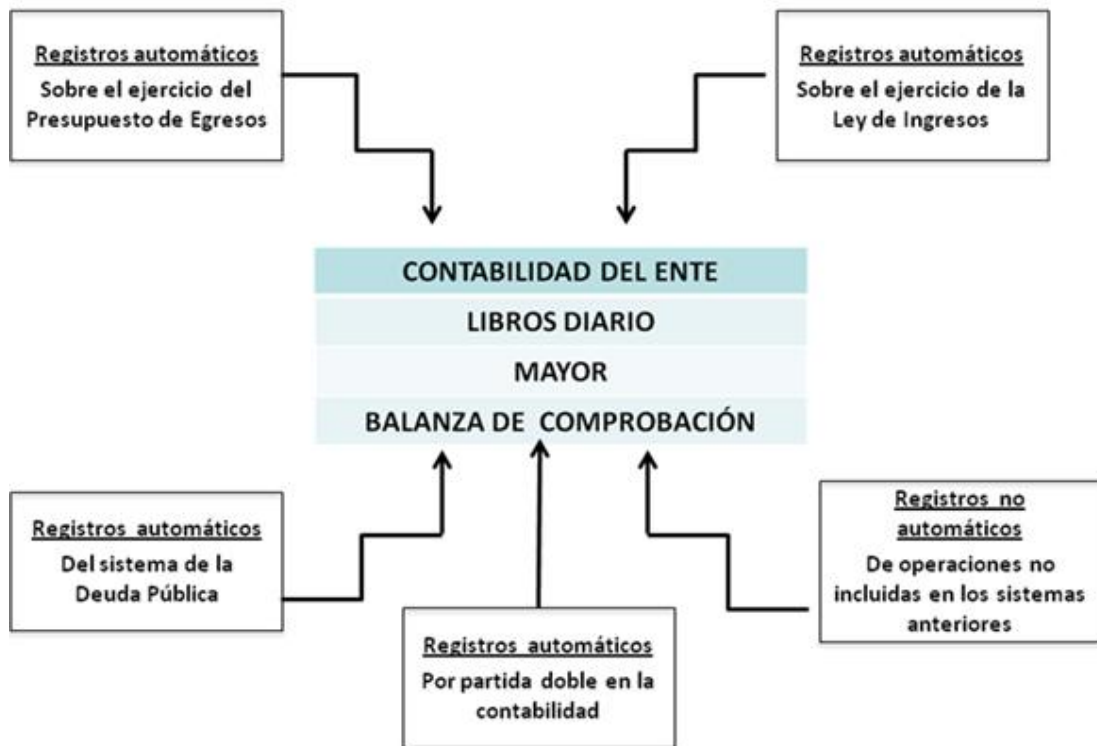 Registros automáticos
Sobre el ejercicio del
Presupuesto de Egresos
Registros automáticos
Sobre el ejercicio de la
Ley de Ingresos
CONTABILIDAD DEL ENTE
LIBROS DIARIO
MAYOR
BALANZA DE COMPROBACIÓN
Registros automáticos
Del sistema de la
Deuda Pública
Registros automáticos
Por partida doble en la
contabilidad
Registros no
automáticos
De operaciones no
incluidas en los sistemas
anteriores